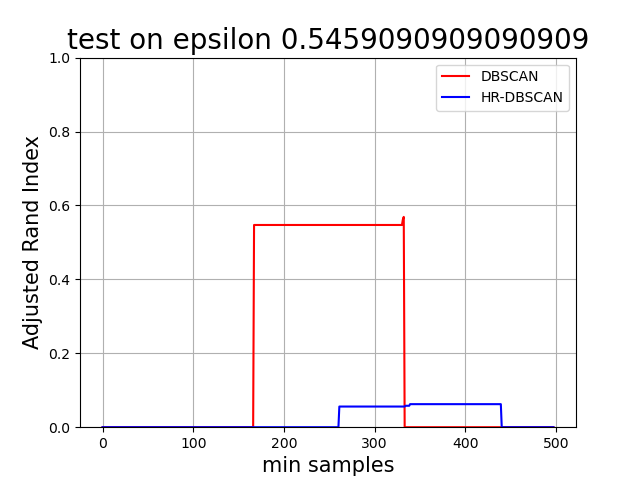 test on epsilon 0.5459090909090909
DBSCAN
HR-DBSCAN
Adjusted Rand Index
1.0
0.8
0.6
0.4
0.2
0.0
0 100 200 300 400 500
min samples